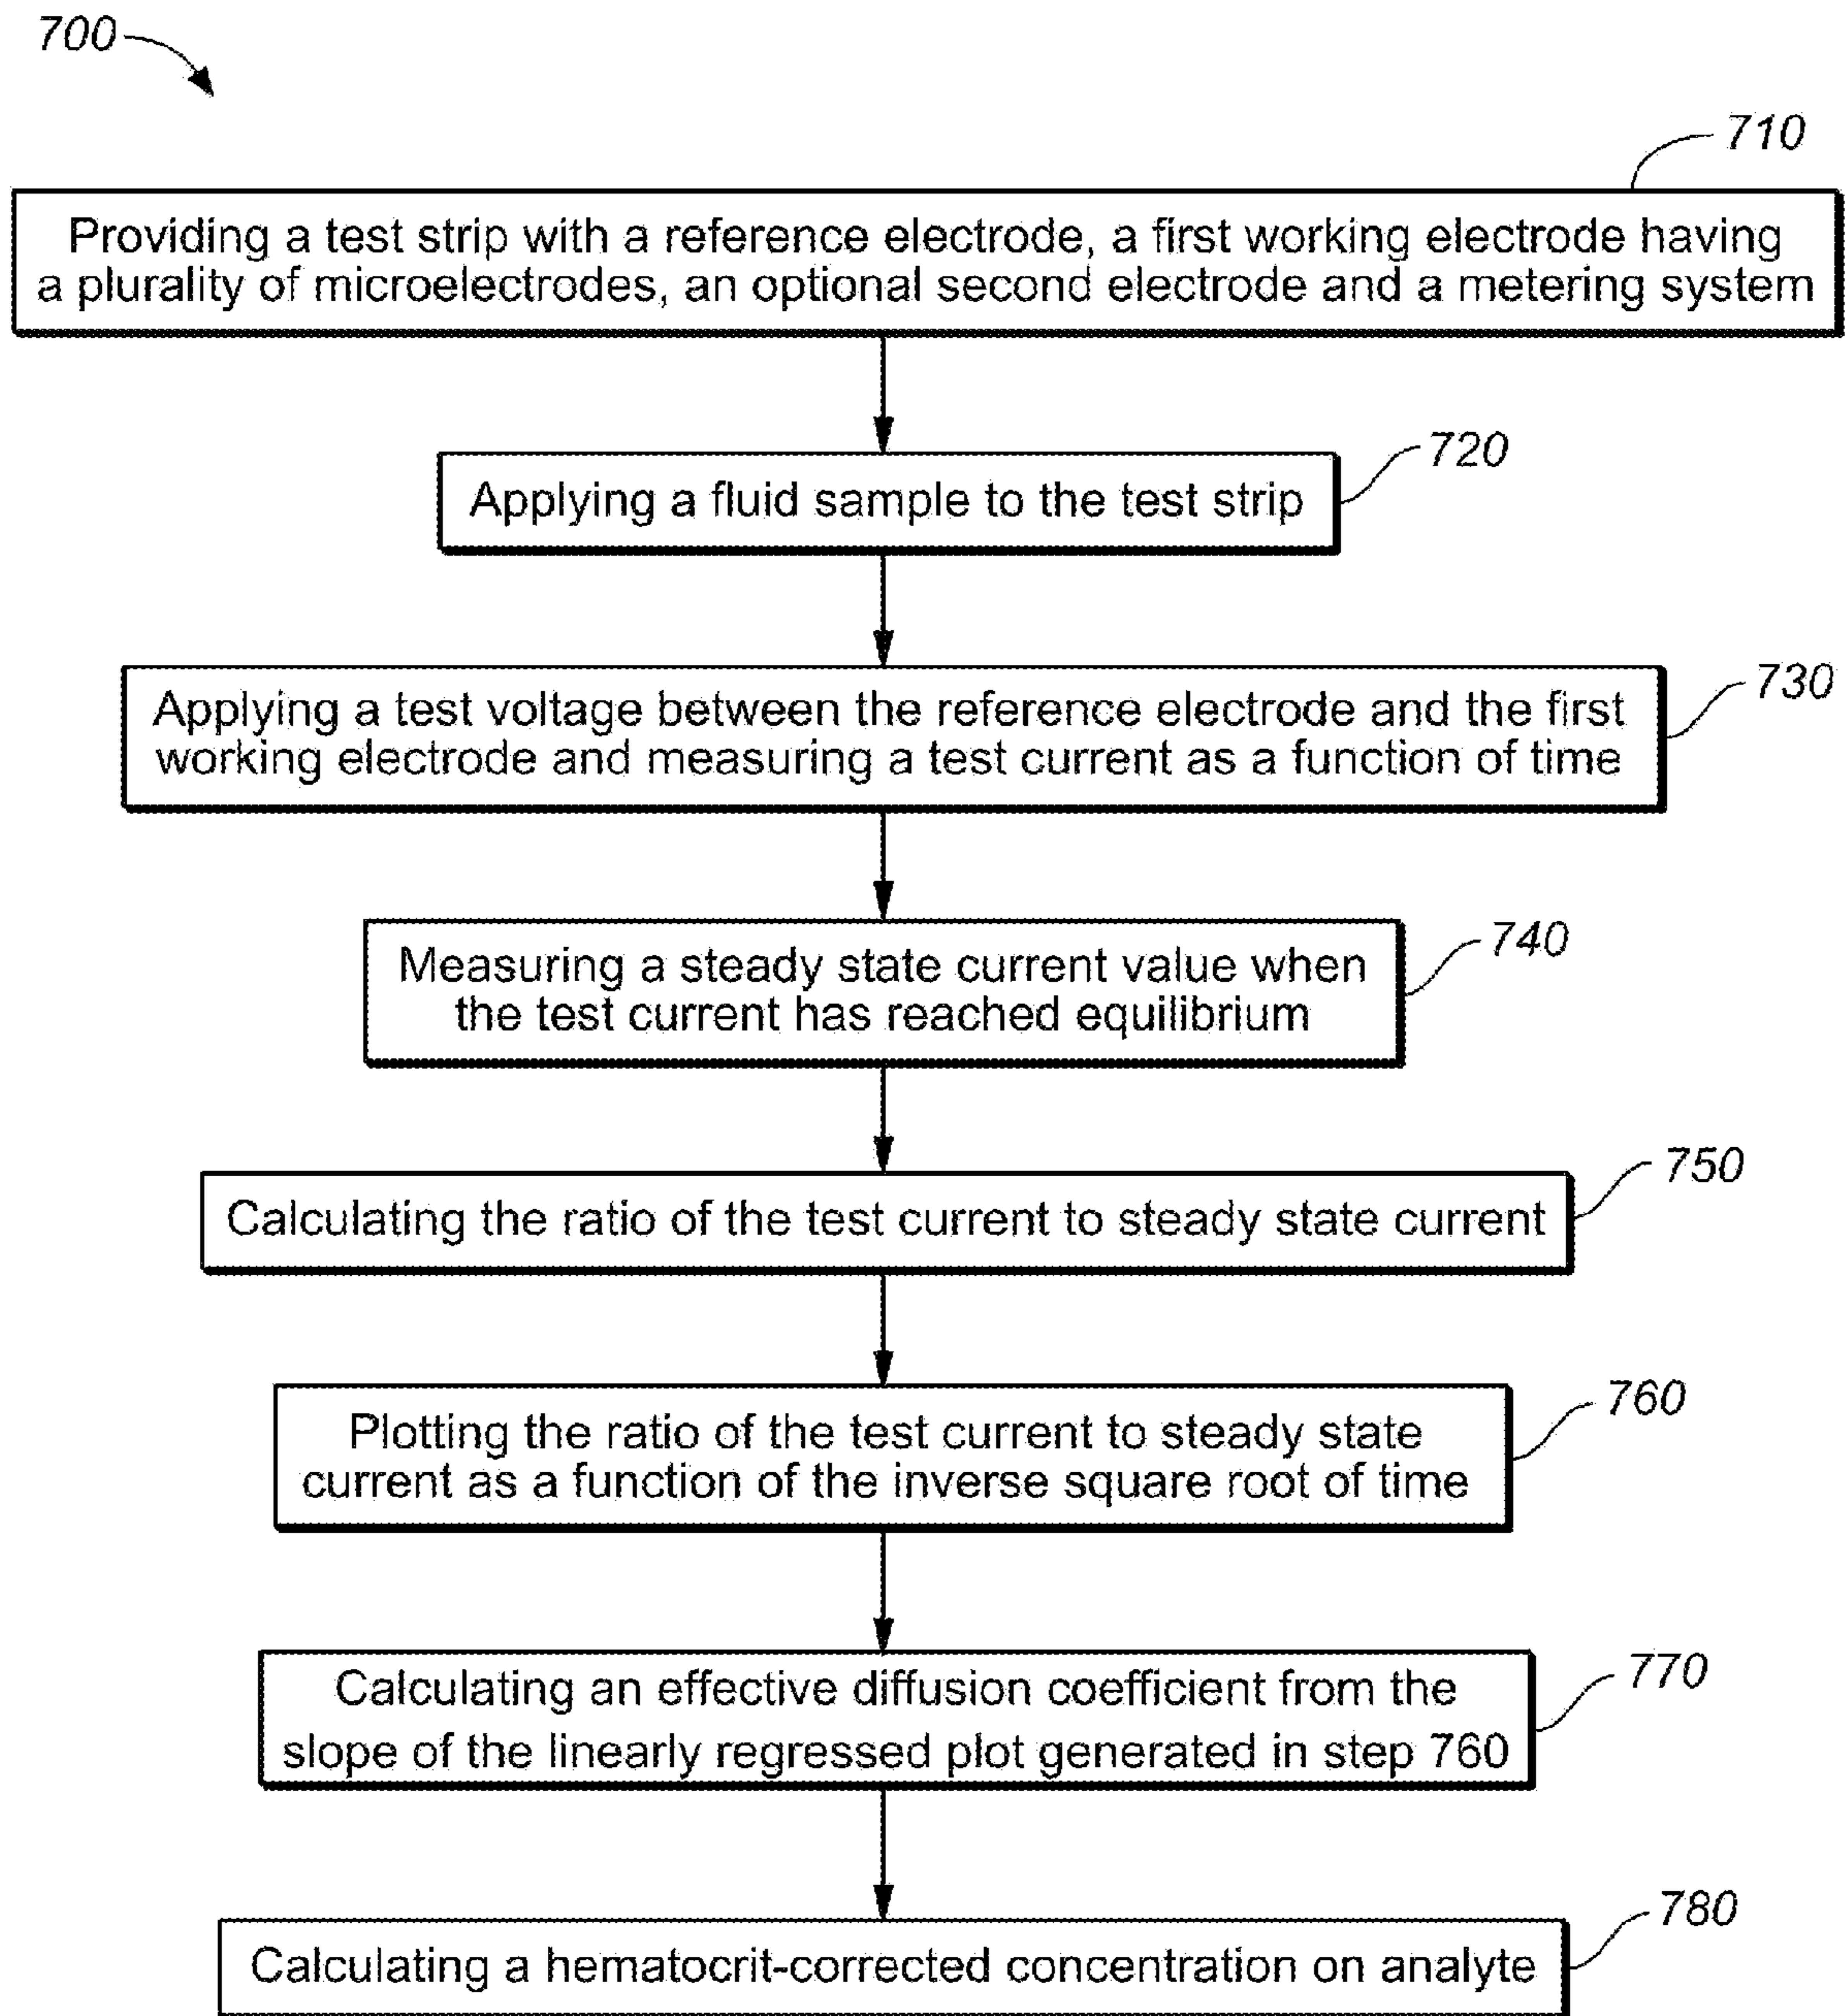 700
710
Providing a test strip with a reference electrode, a first working electrode having
a plurality of microelectrodes, an optional second electrode and a metering system
720
Applying a fluid sample to the test strip
730
Applying a test voltage between the reference electrode and the first
working electrode and measuring a test current as a function of time
740
Measuring a steady state current value when
the test current has reached equilibrium
750
Calculating the ratio of the test current to steady state current
760
Plotting the ratio of the test current to steady state
current as a function of the inverse square root of time
770
Calculating an effective diffusion coefficient from the
slope of the linearly regressed plot generated in step 760
780
Calculating a hematocrit-corrected concentration on analyte